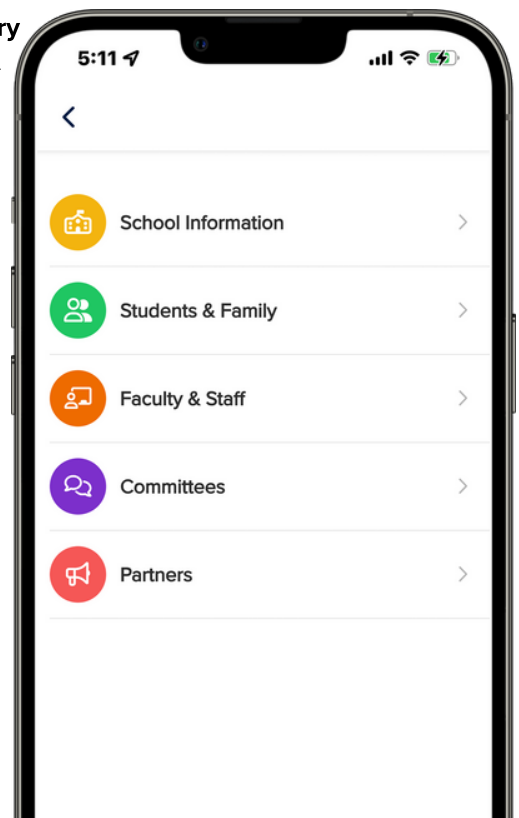 ry
5:11
School Information
Students & Family
Faculty & Staff
Committees
Partners